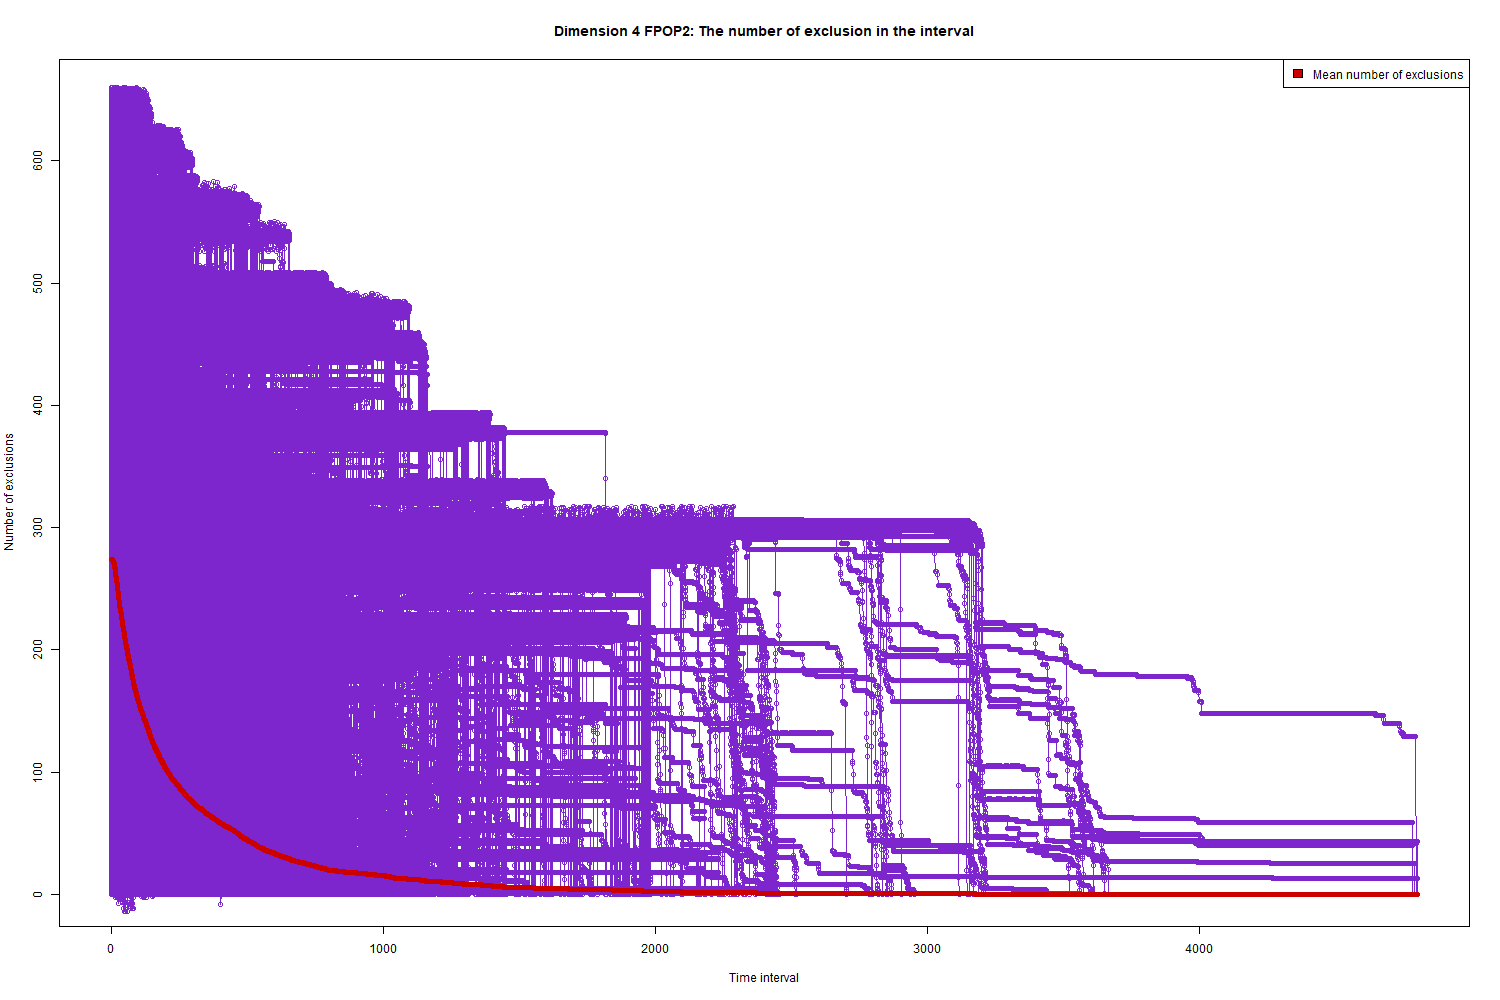 Dimension 4 FPOP2: The number of exclusion in the interval
Mean number of exclusions
Number of exclusions
600
500
400
300
200
100
0
0 1000 2000 3000 4000
Time interval